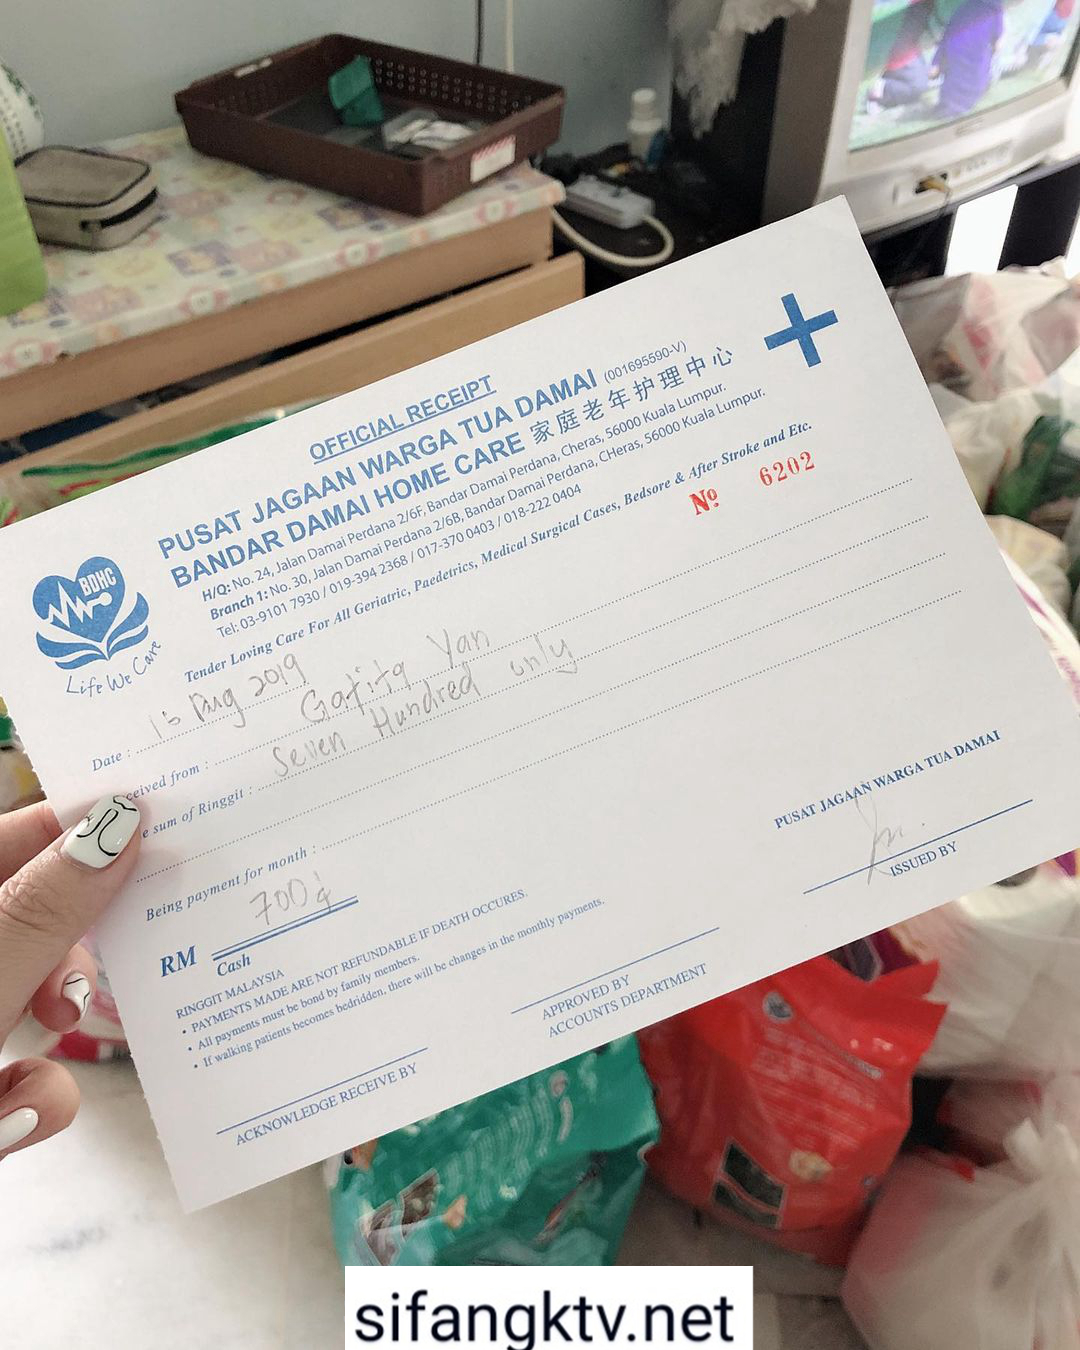 OFFICIAL RECEIPT
PUSAT JAGAAN WARGA TUA DAMAI (001695590-V)
BANDAR DAMAI HOME CARE 家庭老年护理中心
H/Q: No. 24, Jalan Damai Perdana 2/6F, Bandar Damai Perdana, Cheras, 56000 Kuala Lumpur.
Branch 1: No. 30, Jalan Damai Perdana 2/6B, Bandar Damai Perdana, CHeras, 56000 Kuala Lumpur.
Tel: 03-9101 7930 / 019-394 2368 / 017-370 0403 / 018-222 0404
Tender Loving Care For All Geriatric, Paedetrics, Medical Surgical Cases, Bedsore & After Stroke and Etc.
BDHC
Life We Care
Nº 6202
Date : Aug 2019
ceived from : Gatita Yan
e sum of Ringgit : Seven Hundred only
Being payment for month :
RM 700
Cash
RINGGIT MALAYSIA
• PAYMENTS MADE ARE NOT REFUNDABLE IF DEATH OCCURES.
• All payments must be bond by family members.
• If walking patients becomes bedridden, there will be changes in the monthly payments.
PUSAT JAGAAN WARGA TUA DAMAI
ISSUED BY
APPROVED BY
ACCOUNTS DEPARTMENT
ACKNOWLEDGE RECEIVE BY
sifangktv.net